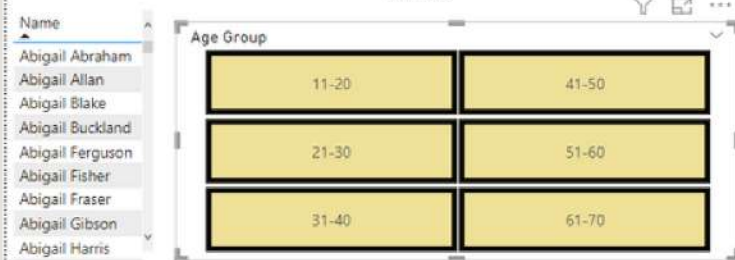 Name
Abigail Abraham
Abigail Allan
Abigail Blake
Abigail Buckland
Abigail Ferguson
Abigail Fisher
Abigail Fraser
Abigail Gibson
Abigail Harris
Age Group
11-20
41-50
21-30
51-60
31-40
61-70